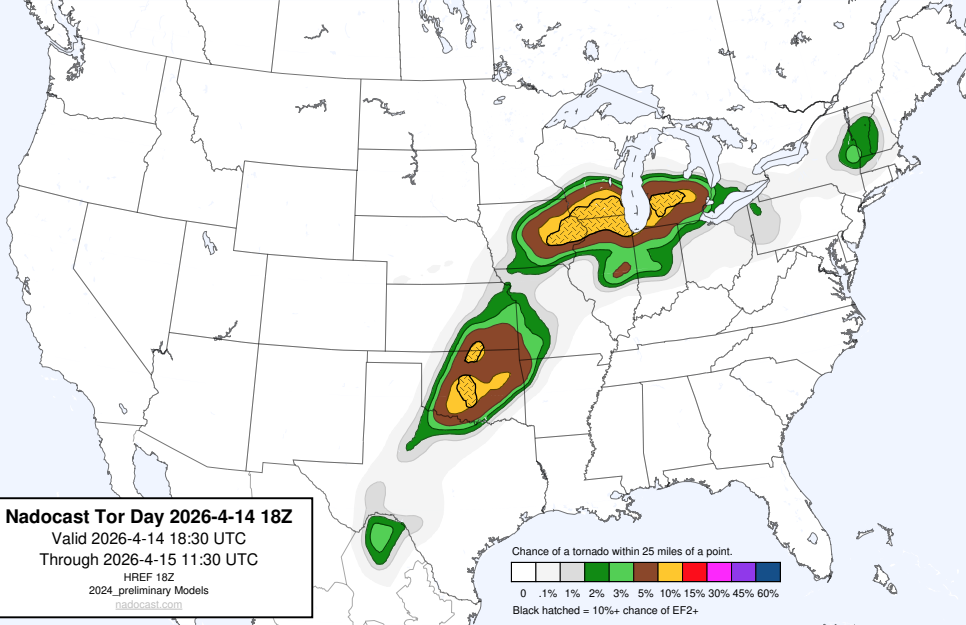 Nadocast Tor Day 2026-4-14 18Z
Valid 2026-4-14 18:30 UTC
Through 2026-4-15 11:30 UTC
HREF 18Z
2024_preliminary Models
nadocast.com
Chance of a tornado within 25 miles of a point.
0 .1% 1% 2% 3% 5% 10% 15% 30% 45% 60%
Black hatched = 10%+ chance of EF2+